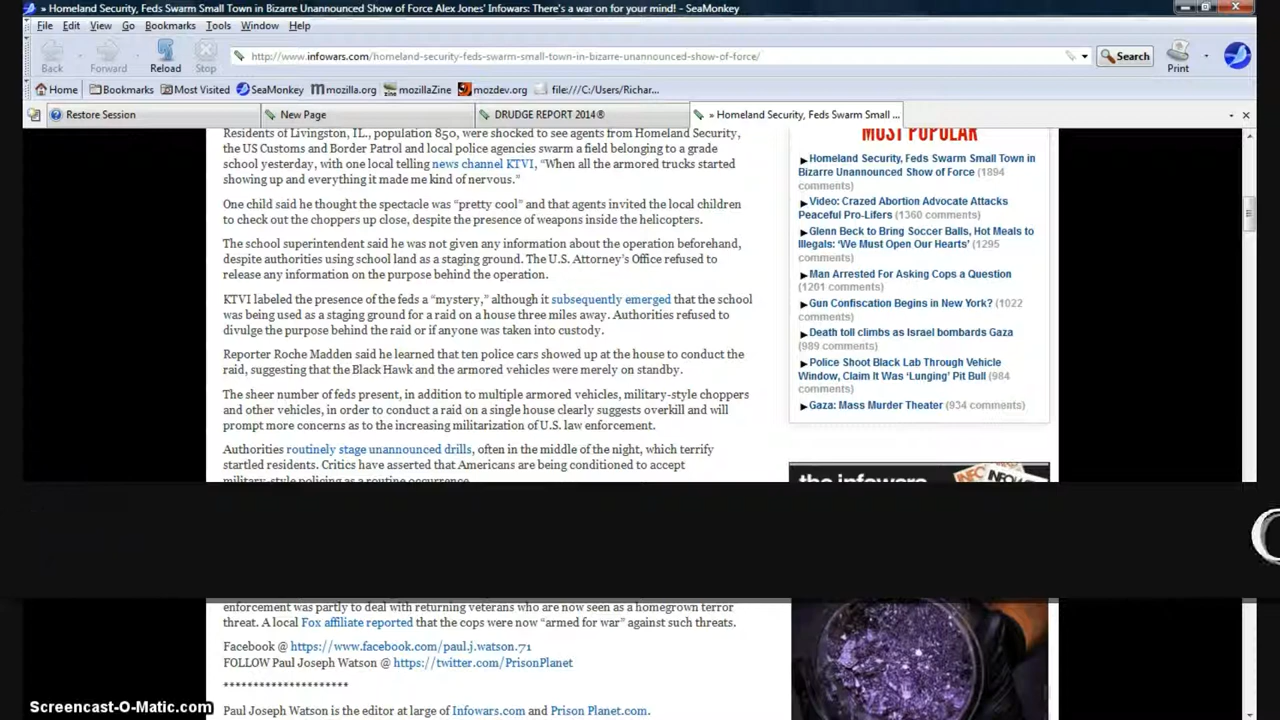 » Homeland Security, Feds Swarm Small Town in Bizarre Unannounced Show of Force Alex Jones' Infowars: There's a war on for your mind! - SeaMonkey
File Edit View Go Bookmarks Tools Window Help
Back Forward Reload Stop http://www.infowars.com/homeland-security-feds-swarm-small-town-in-bizarre-unannounced-show-of-force/ Search Print
Home Bookmarks Most Visited SeaMonkey mozilla.org mozillaZine mozdev.org file:///C:/Users/Richar...
Restore Session New Page DRUDGE REPORT 2014® » Homeland Security, Feds Swarm Small ...
Residents of Livingston, IL., population 850, were shocked to see agents from Homeland Security,
the US Customs and Border Patrol and local police agencies swarm a field belonging to a grade
school yesterday, with one local telling news channel KTVI, “When all the armored trucks started
showing up and everything it made me kind of nervous.”
One child said he thought the spectacle was “pretty cool” and that agents invited the local children
to check out the choppers up close, despite the presence of weapons inside the helicopters.
The school superintendent said he was not given any information about the operation beforehand,
despite authorities using school land as a staging ground. The U.S. Attorney’s Office refused to
release any information on the purpose behind the operation.
KTVI labeled the presence of the feds a “mystery,” although it subsequently emerged that the school
was being used as a staging ground for a raid on a house three miles away. Authorities refused to
divulge the purpose behind the raid or if anyone was taken into custody.
Reporter Roche Madden said he learned that ten police cars showed up at the house to conduct the
raid, suggesting that the Black Hawk and the armored vehicles were merely on standby.
The sheer number of feds present, in addition to multiple armored vehicles, military-style choppers
and other vehicles, in order to conduct a raid on a single house clearly suggests overkill and will
prompt more concerns as to the increasing militarization of U.S. law enforcement.
Authorities routinely stage unannounced drills, often in the middle of the night, which terrify
startled residents. Critics have asserted that Americans are being conditioned to accept
military-style policing as a routine occurrence.
MOST POPULAR
Homeland Security, Feds Swarm Small Town in
Bizarre Unannounced Show of Force (1894
comments)
Video: Crazed Abortion Advocate Attacks
Peaceful Pro-Lifers (1360 comments)
Glenn Beck to Bring Soccer Balls, Hot Meals to
Illegals: ‘We Must Open Our Hearts’ (1295
comments)
Man Arrested For Asking Cops a Question
(1201 comments)
Gun Confiscation Begins in New York? (1022
comments)
Death toll climbs as Israel bombards Gaza
(989 comments)
Police Shoot Black Lab Through Vehicle
Window, Claim It Was ‘Lunging’ Pit Bull (984
comments)
Gaza: Mass Murder Theater (934 comments)
the infowars
enforcement was partly to deal with returning veterans who are now seen as a homegrown terror
threat. A local Fox affiliate reported that the cops were now “armed for war” against such threats.
Facebook @ https://www.facebook.com/paul.j.watson.71
FOLLOW Paul Joseph Watson @ https://twitter.com/PrisonPlanet
*********************
Paul Joseph Watson is the editor at large of Infowars.com and Prison Planet.com.
Screencast-O-Matic.com